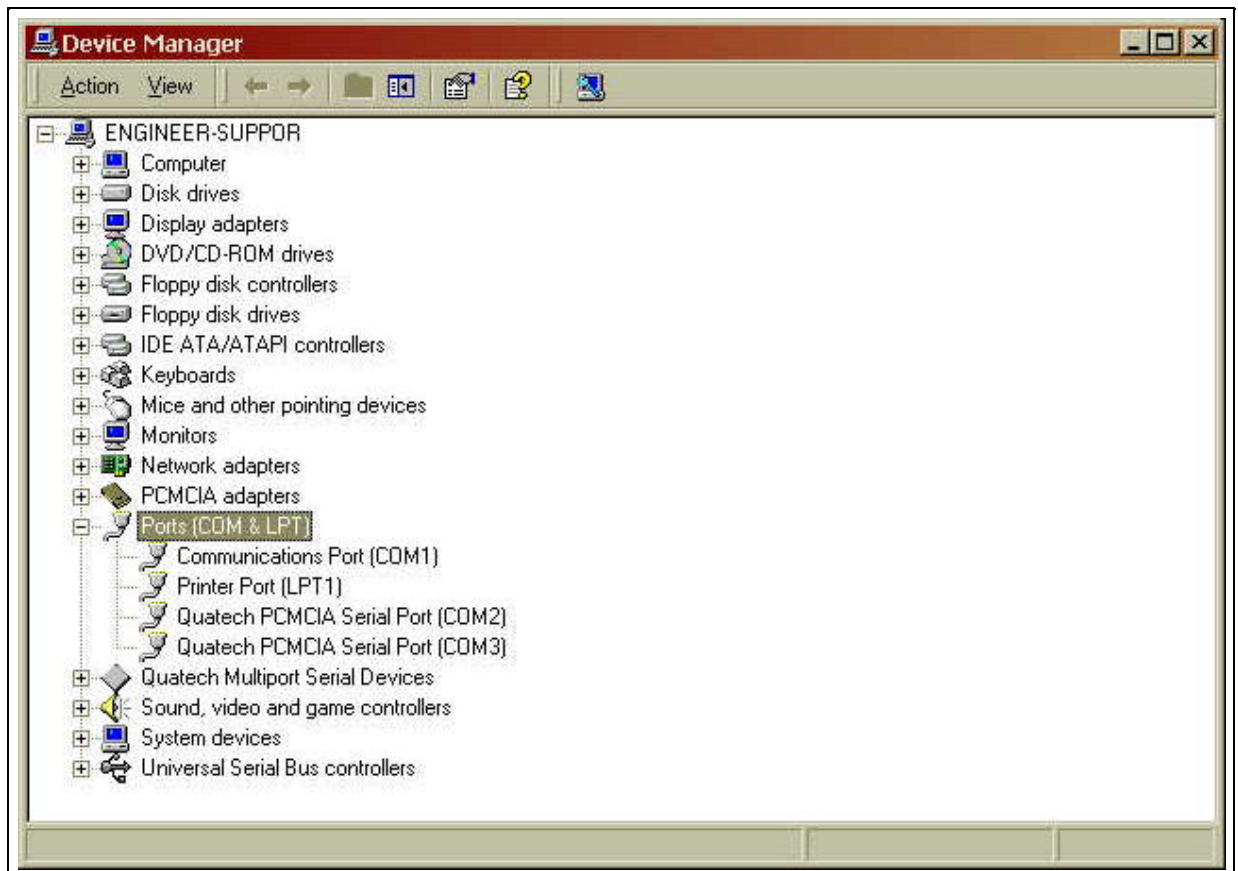 Device Manager
Action View
ENGINEER-SUPPOR
Computer
Disk drives
Display adapters
DVD/CD-ROM drives
Floppy disk controllers
Floppy disk drives
IDE ATA/ATAPI controllers
Keyboards
Mice and other pointing devices
Monitors
Network adapters
PCMCIA adapters
Ports (COM & LPT)
Communications Port (COM1)
Printer Port (LPT1)
Quatech PCMCIA Serial Port (COM2)
Quatech PCMCIA Serial Port (COM3)
Quatech Multiport Serial Devices
Sound, video and game controllers
System devices
Universal Serial Bus controllers